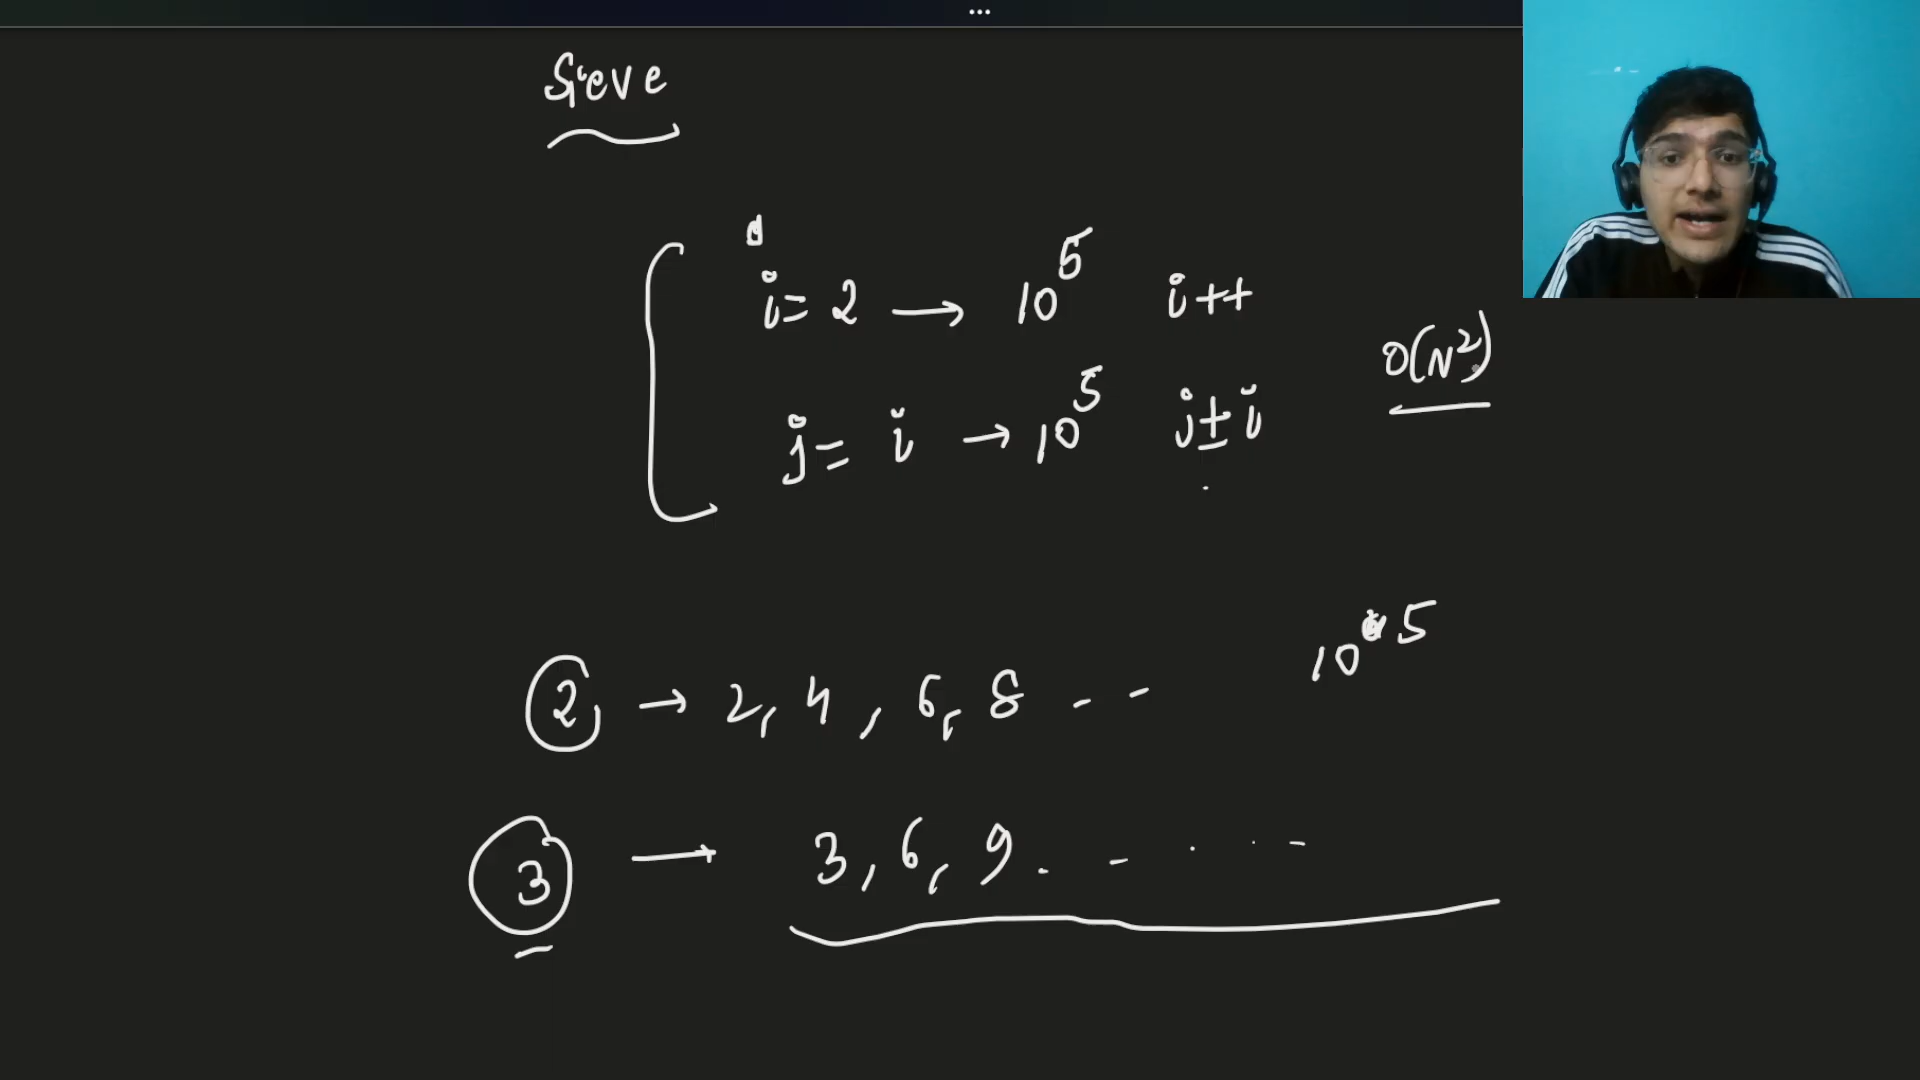 Sieve
i = 2 → 10^5 i++
O(N^2)
j = i → 10^5 j += i
10^5
2 → 2, 4, 6, 8 - -
3 → 3, 6, 9 . - . . -